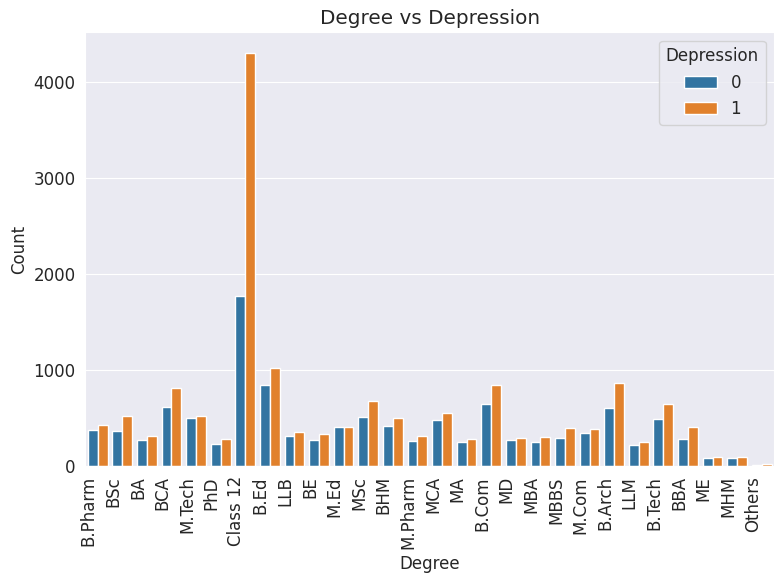 Degree vs Depression
Depression
0
1
Count
4000
3000
2000
1000
0
B.Pharm
BSc
BA
BCA
M.Tech
PhD
Class 12
B.Ed
LLB
BE
M.Ed
MSc
BHM
M.Pharm
MCA
MA
B.Com
MD
MBA
MBBS
M.Com
B.Arch
LLM
B.Tech
BBA
ME
MHM
Others
Degree